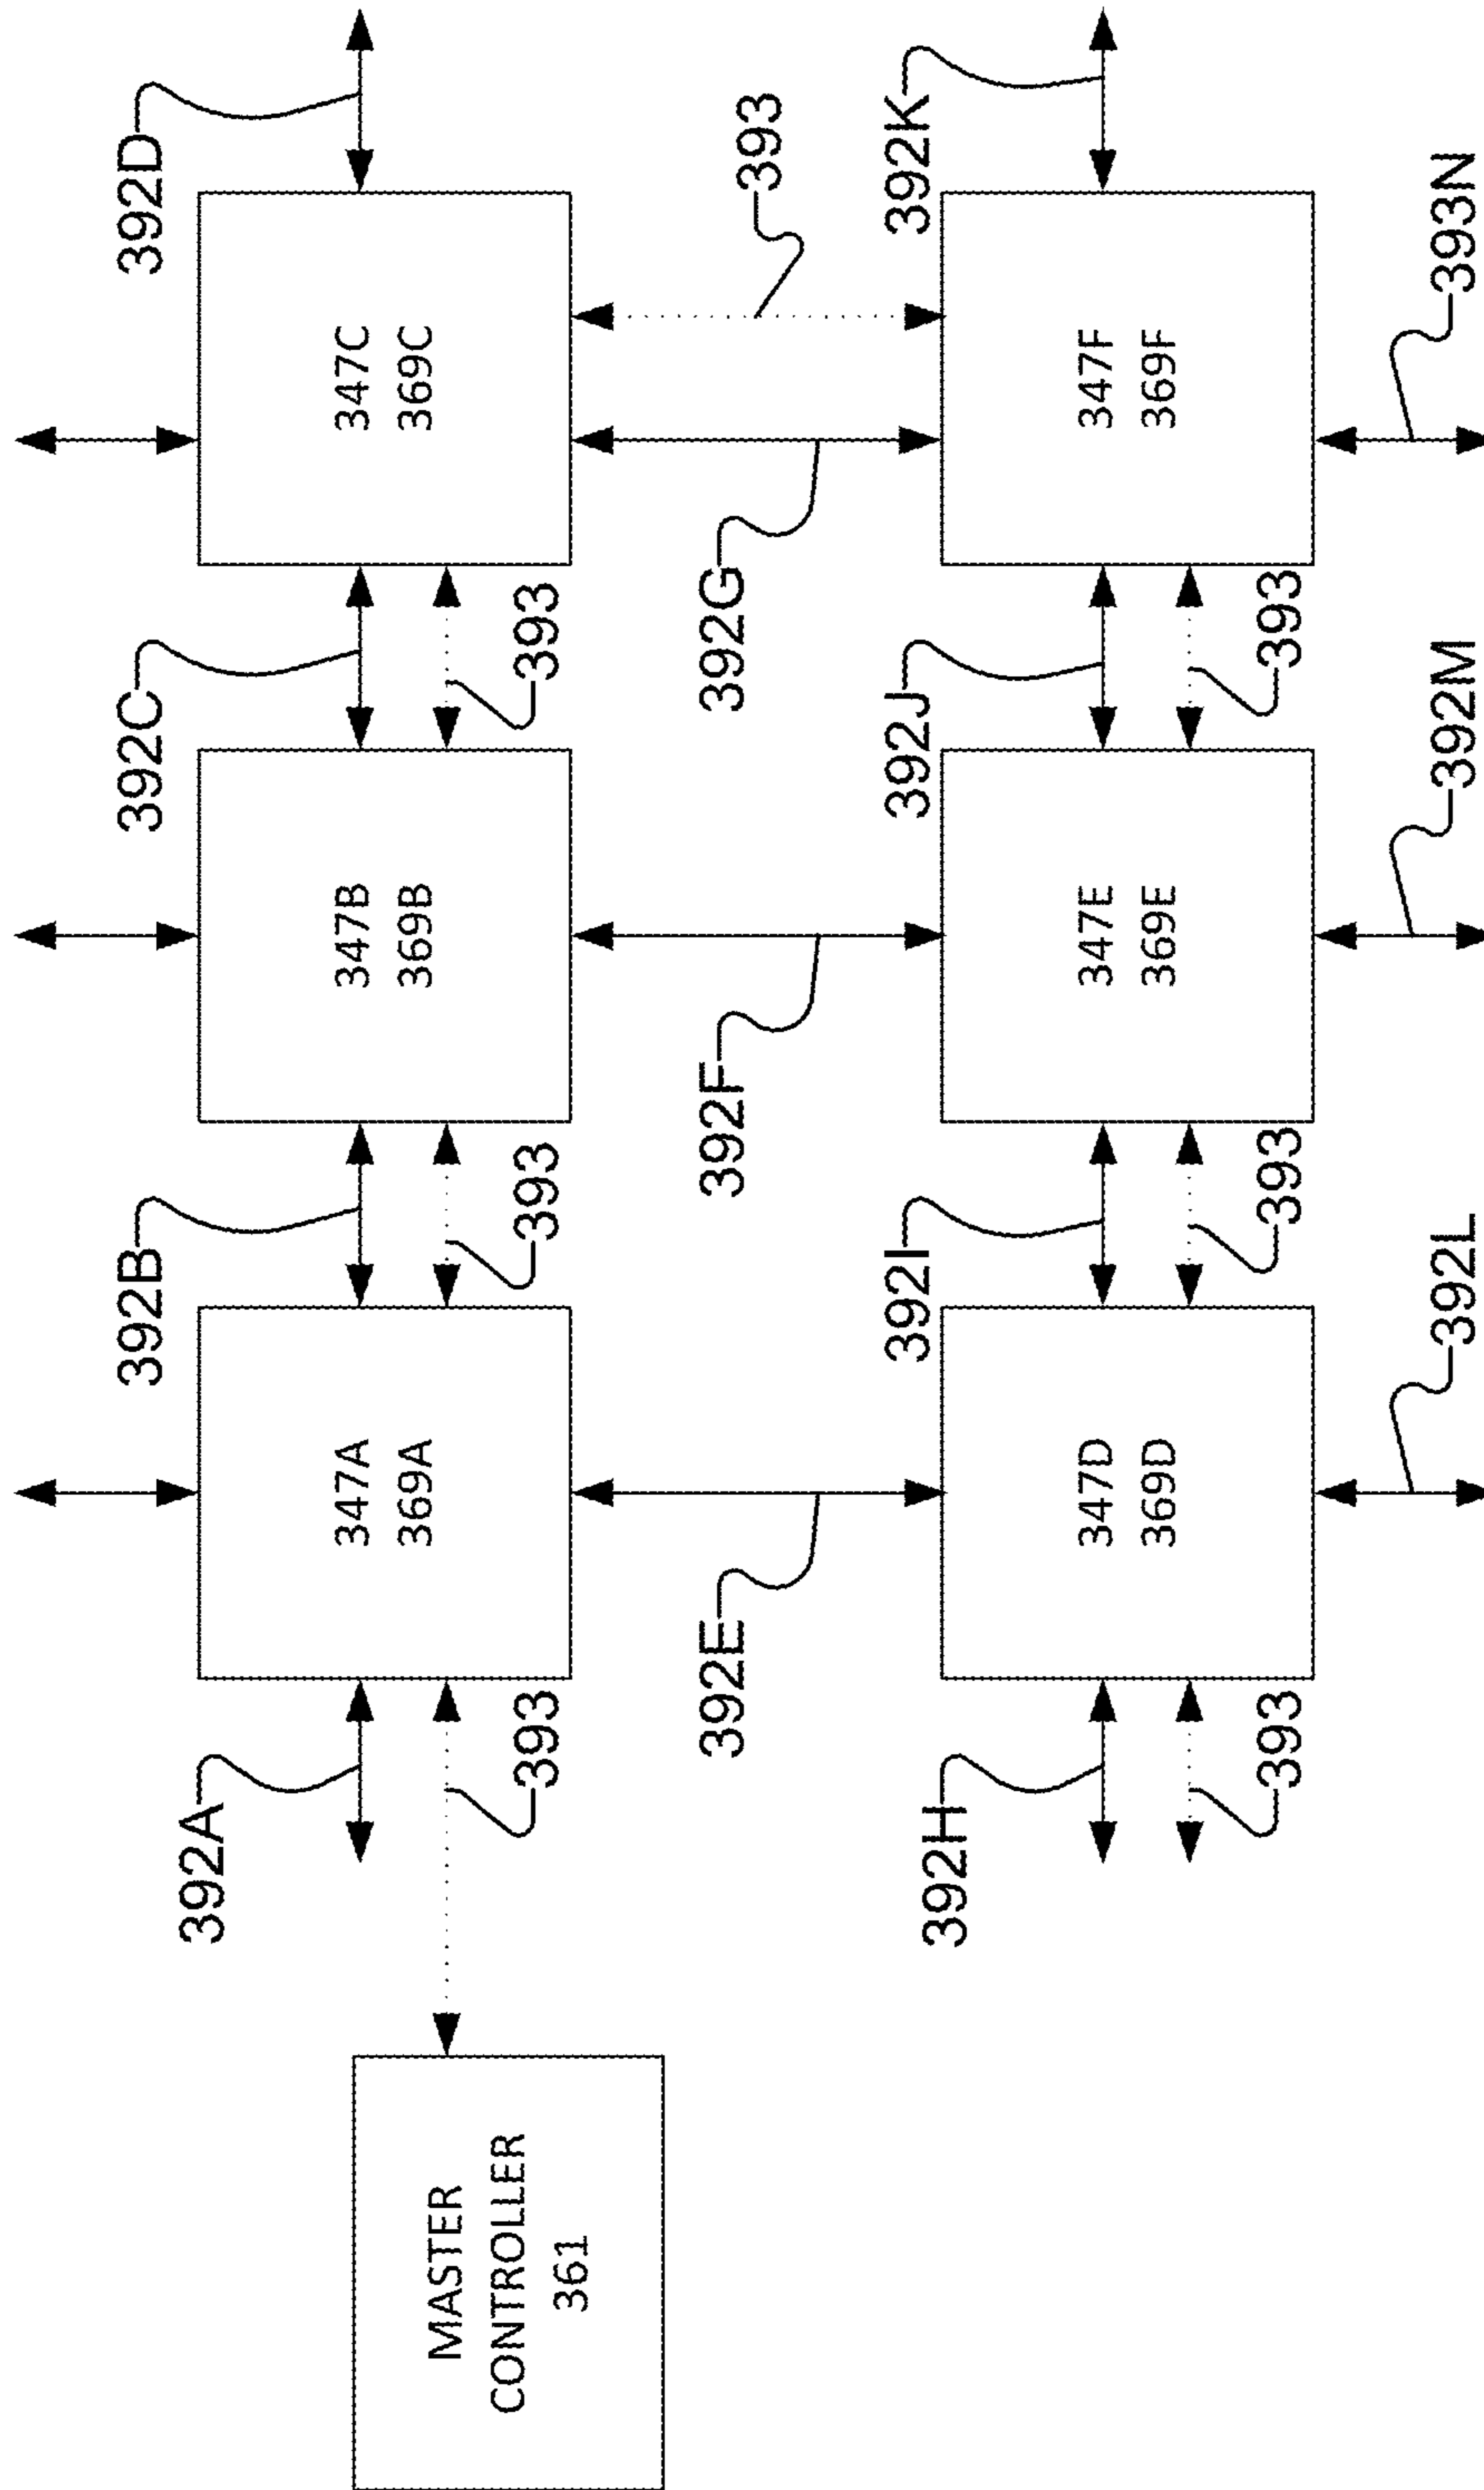 392A
392B
392C
392D
347A
369A
347B
369B
347C
369C
MASTER
CONTROLLER
361
393
393
393
392E
392F
392G
393
392H
392I
392J
392K
347D
369D
347E
369E
347F
369F
393
393
393
392L
392M
393N